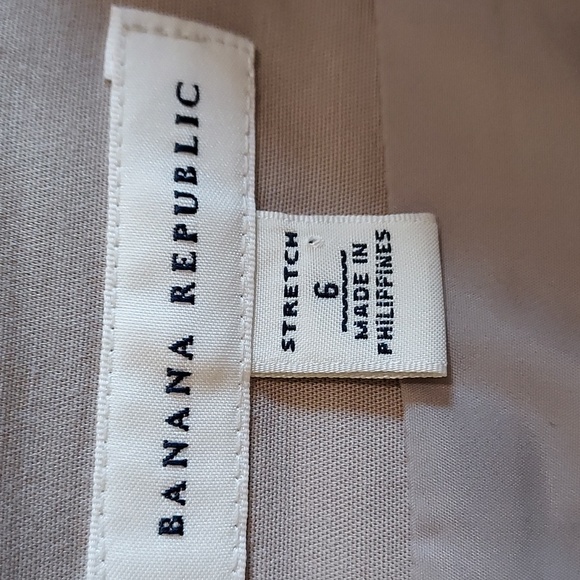 BANANA REPUBLIC
STRETCH
6
MADE IN
PHILIPPINES